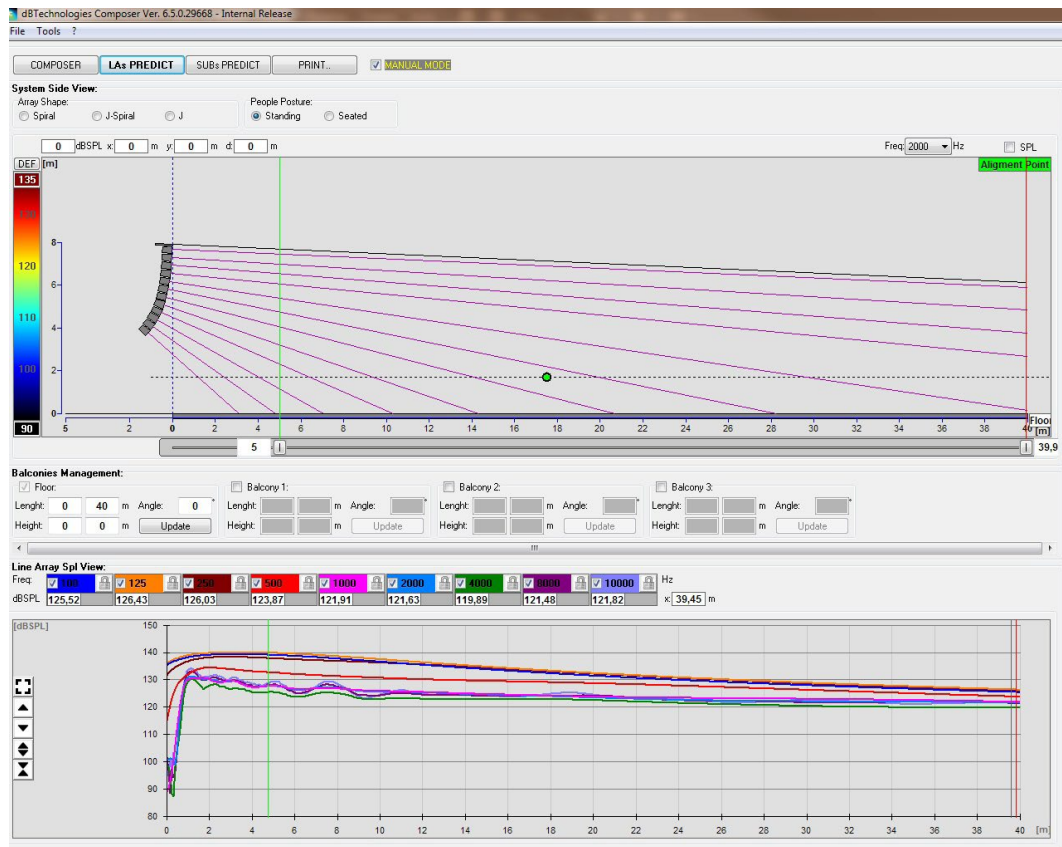 dBTechnologies Composer Ver. 6.5.0.29668 - Internal Release
File Tools ?
COMPOSER LAs PREDICT SUBs PREDICT PRINT.. MANUAL MODE
System Side View:
Array Shape: People Posture:
Spiral J-Spiral J Standing Seated
0 dBSPL x: 0 m y: 0 m d: 0 m Freq: 2000 Hz SPL
DEF [m] Aligment Point
135
8
120
6
110
4
100
2
0
90 5 2 0 2 4 6 8 10 12 14 16 18 20 22 24 26 28 30 32 34 36 38 40 Floor [m]
5 39,9
Balconies Management:
Floor: Balcony 1: Balcony 2: Balcony 3:
Lenght: 0 40 m Angle: 0 ° Lenght: m Angle: ° Lenght: m Angle: ° Lenght: m Angle: °
Height: 0 0 m Update Height: m Update Height: m Update Height: m Update
Line Array Spl View:
Freq: 100 125 250 500 1000 2000 4000 8000 10000 Hz
dBSPL 125,52 126,43 126,03 123,87 121,91 121,63 119,89 121,48 121,82 x: 39,45 m
[dBSPL] 150
140
130
120
110
100
90
80
0 2 4 6 8 10 12 14 16 18 20 22 24 26 28 30 32 34 36 38 40 [m]